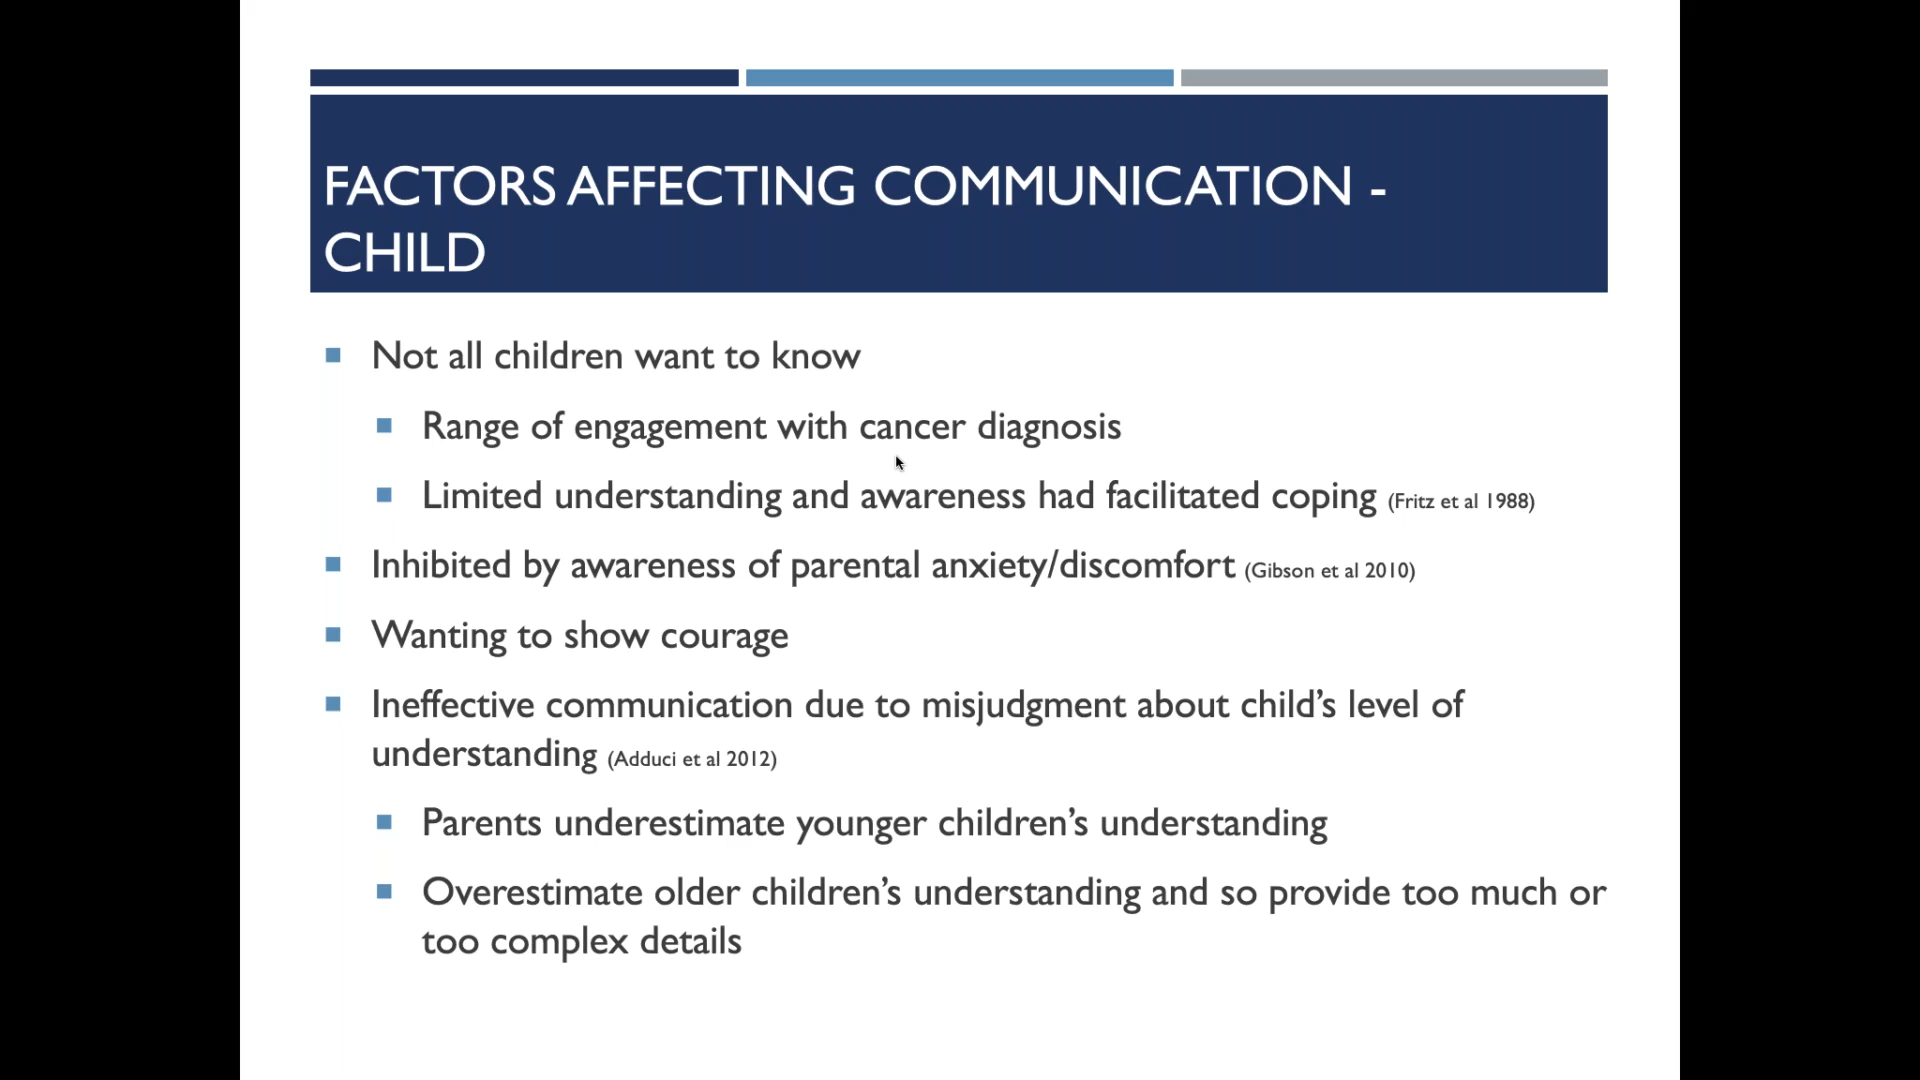 FACTORS AFFECTING COMMUNICATION -
CHILD
Not all children want to know
Range of engagement with cancer diagnosis
Limited understanding and awareness had facilitated coping (Fritz et al 1988)
Inhibited by awareness of parental anxiety/discomfort (Gibson et al 2010)
Wanting to show courage
Ineffective communication due to misjudgment about child’s level of
understanding (Adduci et al 2012)
Parents underestimate younger children’s understanding
Overestimate older children’s understanding and so provide too much or
too complex details